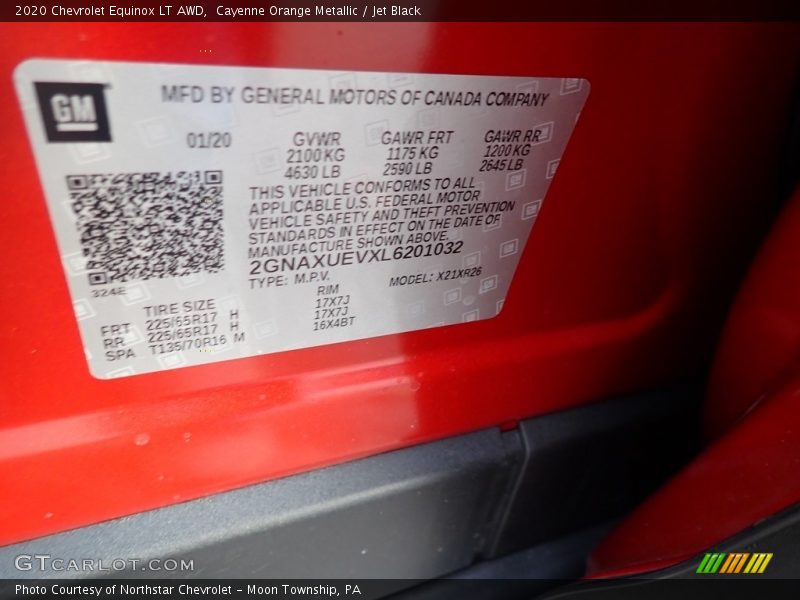 2020 Chevrolet Equinox LT AWD, Cayenne Orange Metallic / Jet Black
GM
MFD BY GENERAL MOTORS OF CANADA COMPANY
01/20 GVWR GAWR FRT GAWR RR
2100 KG 1175 KG 1200 KG
4630 LB 2590 LB 2645 LB
THIS VEHICLE CONFORMS TO ALL
APPLICABLE U.S. FEDERAL MOTOR
VEHICLE SAFETY AND THEFT PREVENTION
STANDARDS IN EFFECT ON THE DATE OF
MANUFACTURE SHOWN ABOVE.
2GNAXUEVXL6201032
TYPE: M.P.V. MODEL: X21XR26
324E
TIRE SIZE RIM
FRT 225/65R17 H 17X7J
RR 225/65R17 H 17X7J
SPA T135/70R16 M 16X4BT
GTCARLOT.COM
Photo Courtesy of Northstar Chevrolet - Moon Township, PA